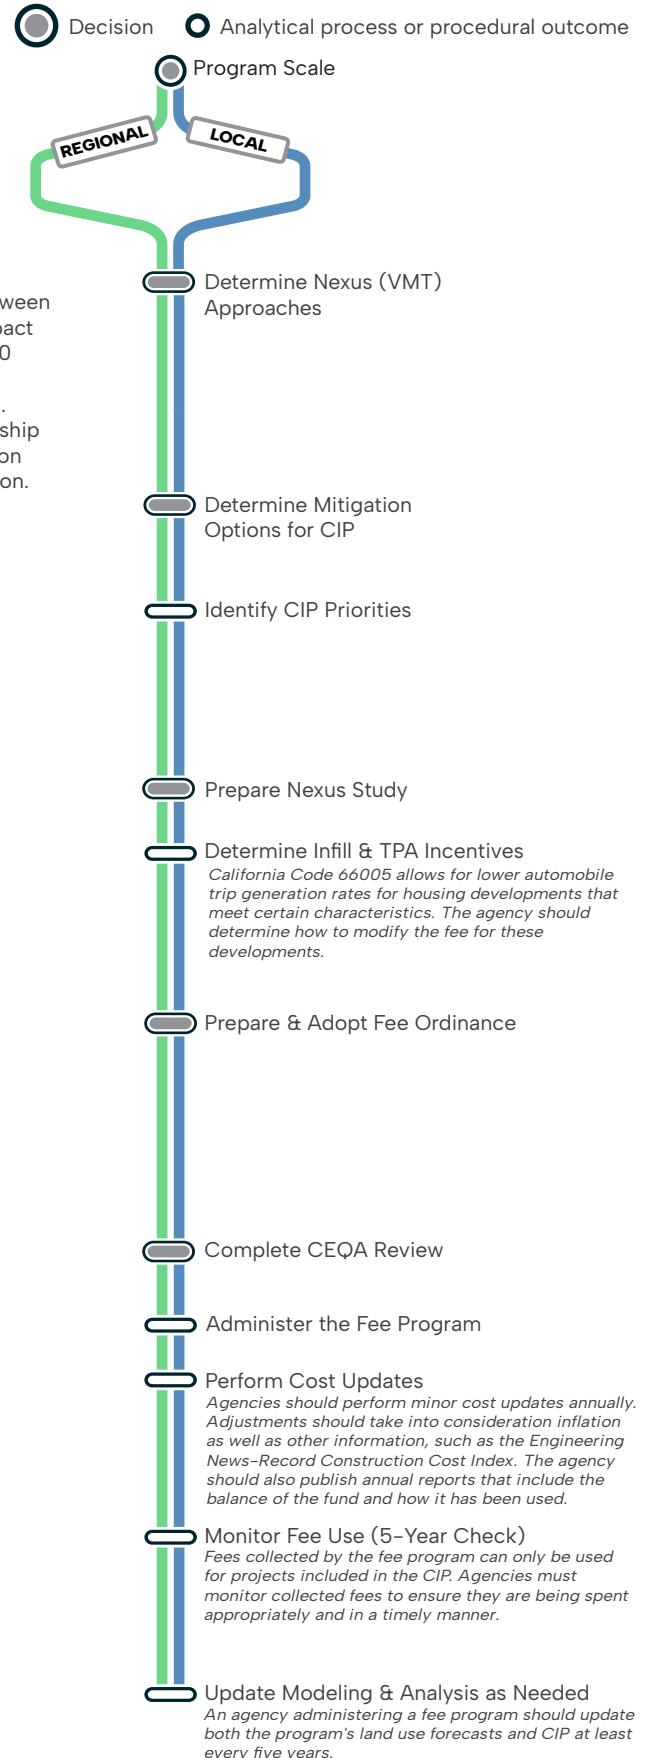 Decision
Analytical process or procedural outcome
Program Scale
REGIONAL
LOCAL
Determine Nexus (VMT)
Approaches
ween
pact
0
.
ship
on
on.
Determine Mitigation
Options for CIP
Identify CIP Priorities
Prepare Nexus Study
Determine Infill & TPA Incentives
California Code 66005 allows for lower automobile
trip generation rates for housing developments that
meet certain characteristics. The agency should
determine how to modify the fee for these
developments.
Prepare & Adopt Fee Ordinance
Complete CEQA Review
Administer the Fee Program
Perform Cost Updates
Agencies should perform minor cost updates annually.
Adjustments should take into consideration inflation
as well as other information, such as the Engineering
News-Record Construction Cost Index. The agency
should also publish annual reports that include the
balance of the fund and how it has been used.
Monitor Fee Use (5-Year Check)
Fees collected by the fee program can only be used
for projects included in the CIP. Agencies must
monitor collected fees to ensure they are being spent
appropriately and in a timely manner.
Update Modeling & Analysis as Needed
An agency administering a fee program should update
both the program's land use forecasts and CIP at least
every five years.